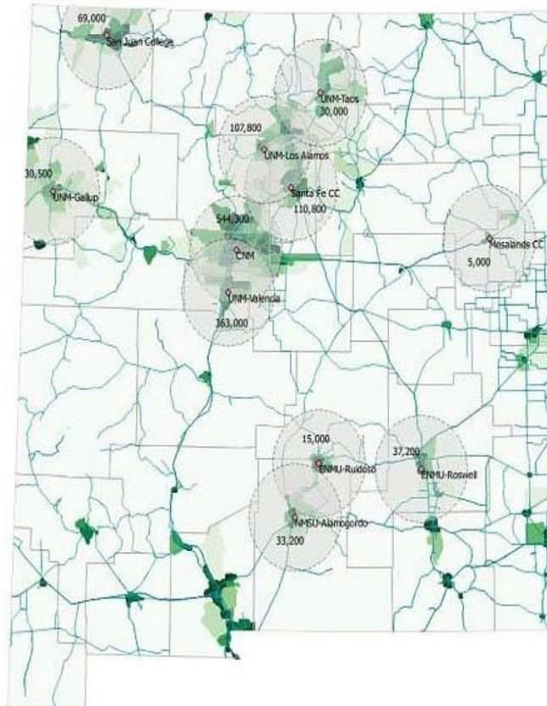 69,000
San Juan College
UNM-Taos
30,000
107,800
UNM-Los Alamos
30,500
UNM-Gallup
Santa Fe CC
110,800
544,300
CNM
Mesalands CC
5,000
UNM-Valencia
363,000
15,000
ENMU-Ruidoso
37,200
ENMU-Roswell
NMSU-Alamogordo
33,200